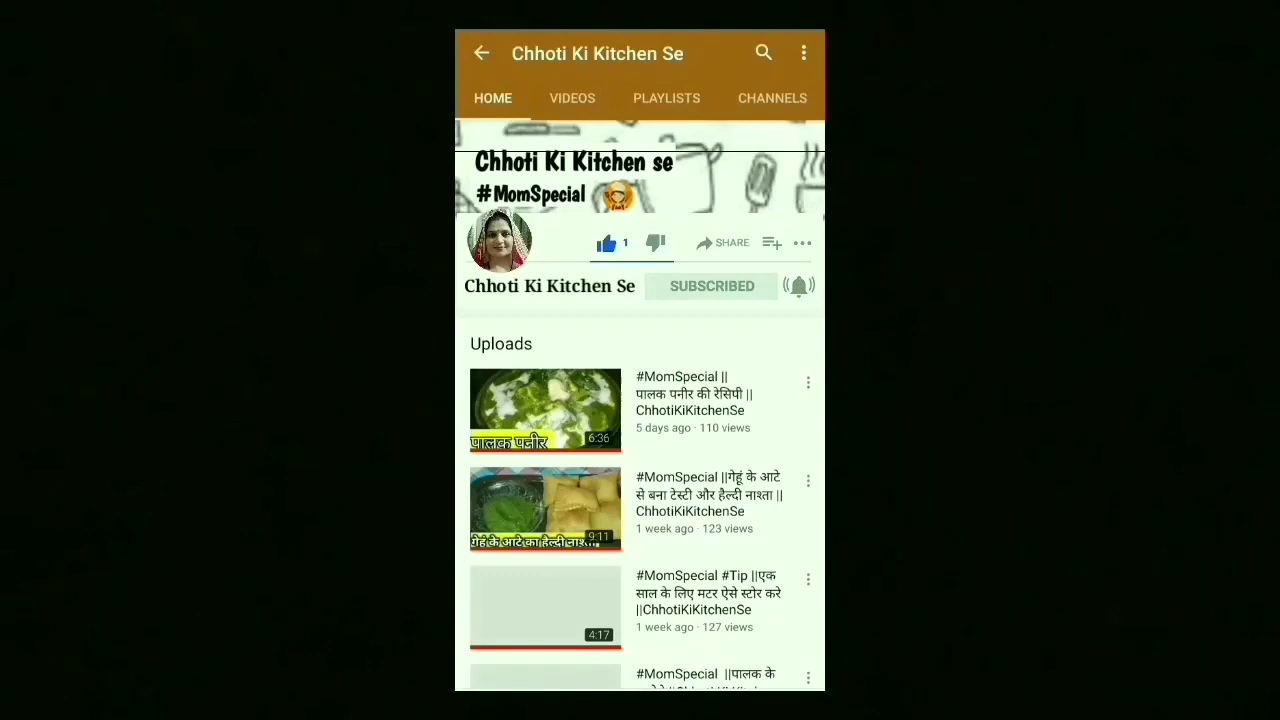 Chhoti Ki Kitchen Se
HOME VIDEOS PLAYLISTS CHANNELS
Chhoti Ki Kitchen se
#MomSpecial
1 SHARE
Chhoti Ki Kitchen Se SUBSCRIBED
Uploads
#MomSpecial ||
पालक पनीर की रेसिपी ||
ChhotiKiKitchenSe
5 days ago · 110 views
पालक पनीर
6:36
#MomSpecial ||गेहूं के आटे
से बना टेस्टी और हैल्दी नाश्ता ||
ChhotiKiKitchenSe
1 week ago · 123 views
9:11
गेहूं के आटे का हैल्दी नाश्ता
#MomSpecial #Tip ||एक
साल के लिए मटर ऐसे स्टोर करे
||ChhotiKiKitchenSe
1 week ago · 127 views
4:17
#MomSpecial ||पालक के